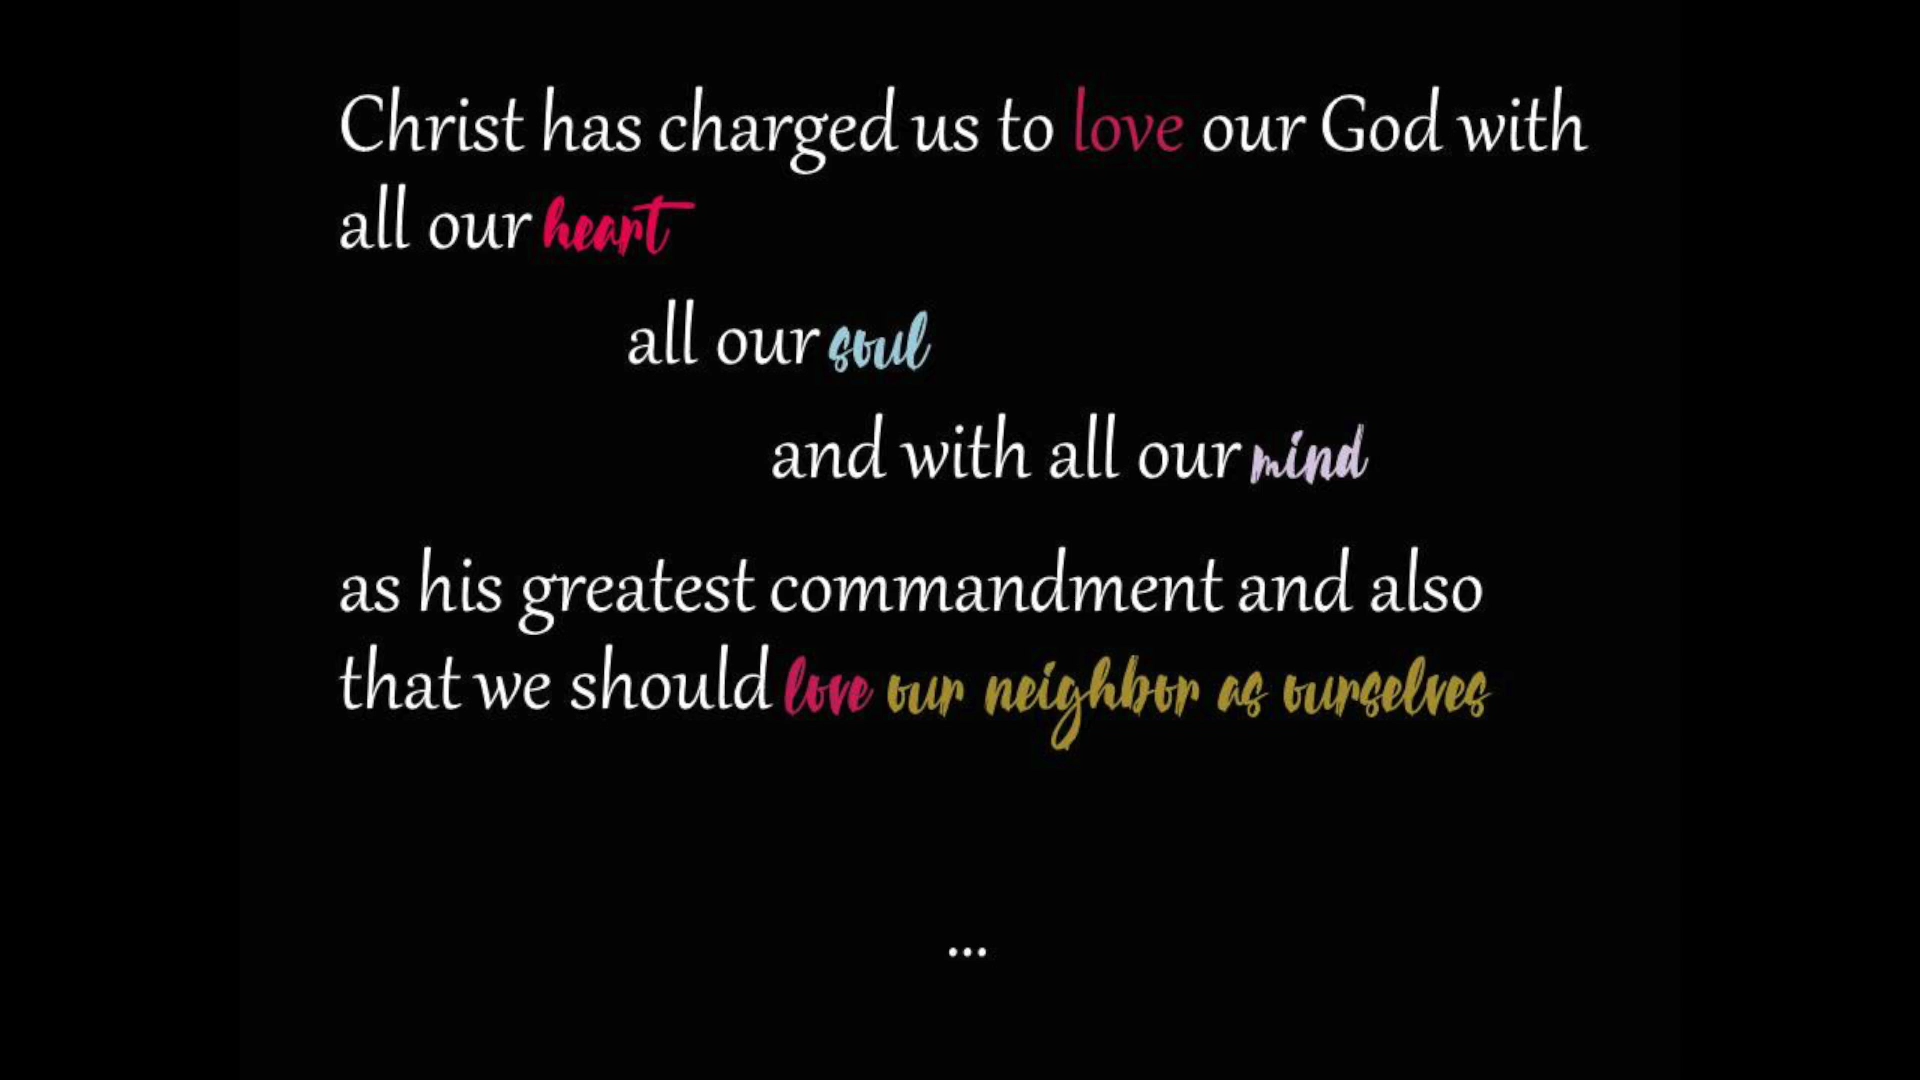 Christ has charged us to love our God with
all our heart
all our soul
and with all our mind
as his greatest commandment and also
that we should love our neighbor as ourselves
...